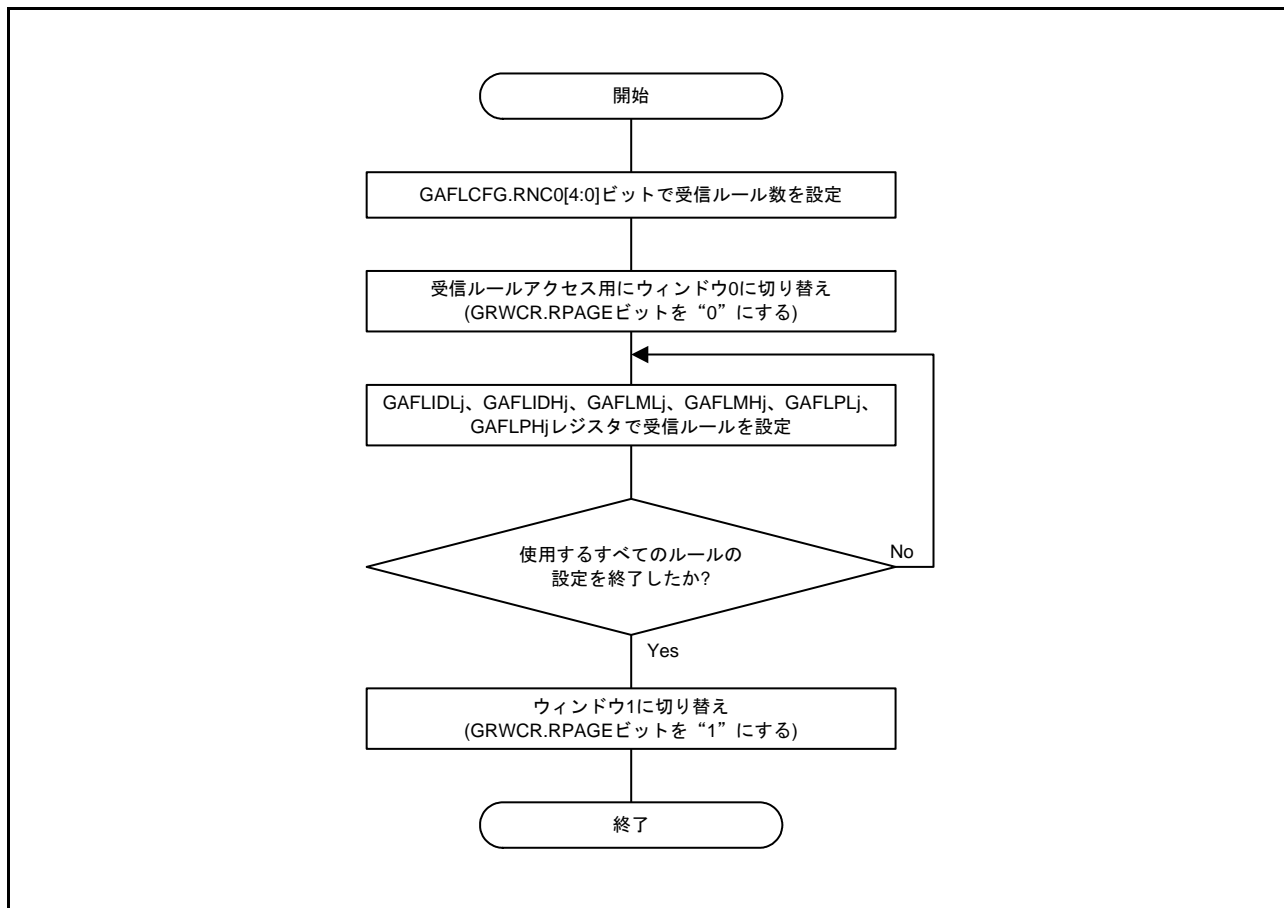 開始
GAFLCFG.RNC0[4:0]ビットで受信ルール数を設定
受信ルールアクセス用にウィンドウ0に切り替え
(GRWCR.RPAGEビットを“0”にする)
GAFLIDLj、GAFLIDHj、GAFLMLj、GAFLMHj、GAFLPLj、
GAFLPHjレジスタで受信ルールを設定
使用するすべてのルールの
設定を終了したか?
No
Yes
ウィンドウ1に切り替え
(GRWCR.RPAGEビットを“1”にする)
終了